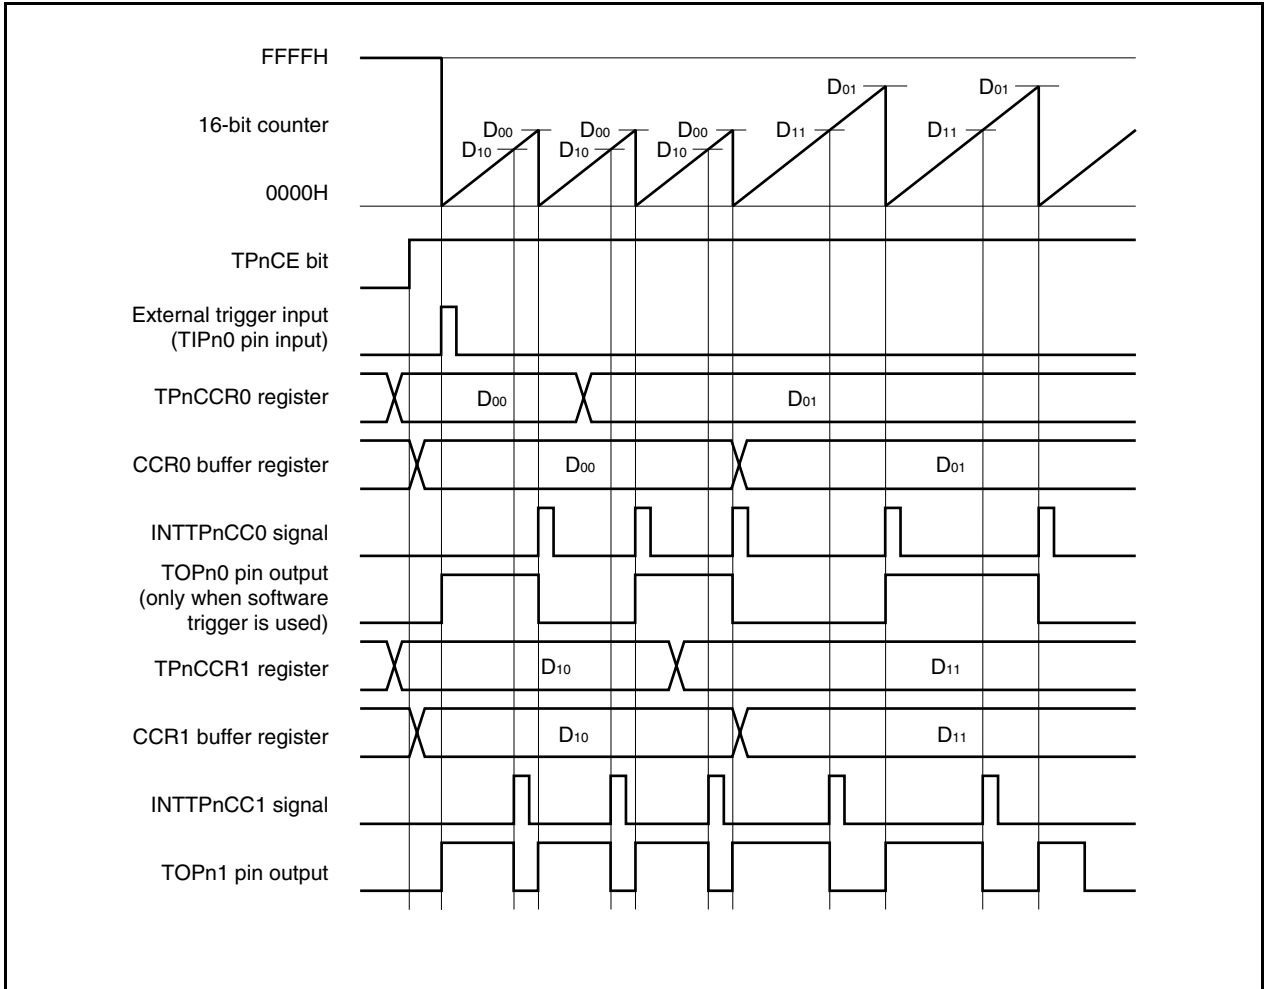 FFFFH
16-bit counter
0000H
D00
D10
D00
D10
D00
D10
D01
D11
D01
D11
TPnCE bit
External trigger input
(TIPn0 pin input)
TPnCCR0 register
D00
D01
CCR0 buffer register
D00
D01
INTTPnCC0 signal
TOPn0 pin output
(only when software
trigger is used)
TPnCCR1 register
D10
D11
CCR1 buffer register
D10
D11
INTTPnCC1 signal
TOPn1 pin output